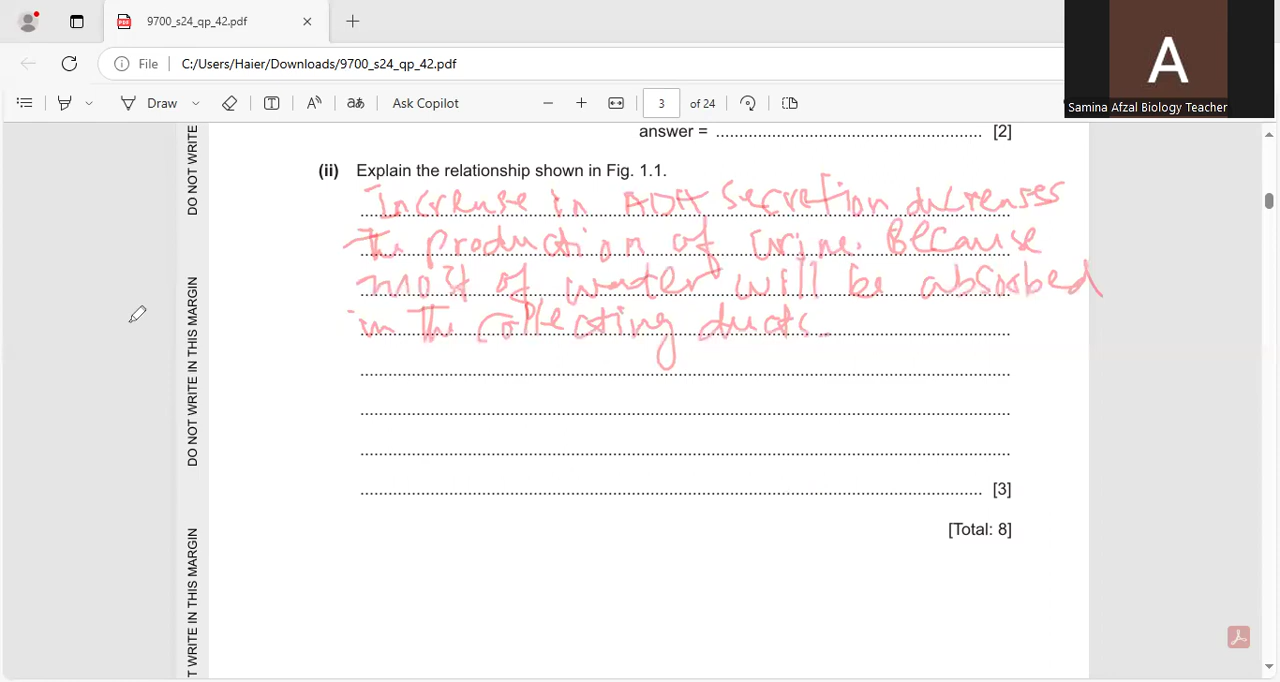 9700_s24_qp_42.pdf
File C:/Users/Haier/Downloads/9700_s24_qp_42.pdf
Draw A aあ Ask Copilot 3 of 24
A
Samina Afzal Biology Teacher
answer = .................................................. [2]
(ii) Explain the relationship shown in Fig. 1.1.
Increase in ADH secretion decreases
the production of urine. Because
most of water will be absorbed
in the collecting ducts.
[3]
[Total: 8]
DO NOT WRITE
DO NOT WRITE IN THIS MARGIN
T WRITE IN THIS MARGIN